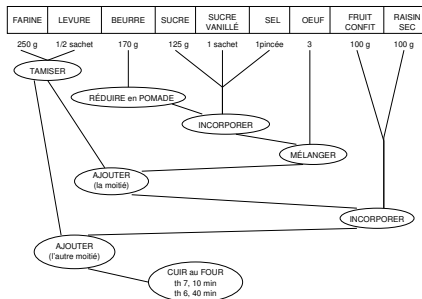 FARINE LEVURE BEURRE SUCRE SUCRE VANILLÉ SEL OEUF FRUIT CONFIT RAISIN SEC
250 g 1/2 sachet 170 g 125 g 1 sachet 1pincée 3 100 g 100 g
TAMISER
RÉDUIRE en POMADE
INCORPORER
MÉLANGER
AJOUTER
(la moitié)
INCORPORER
AJOUTER
(l'autre moitié)
CUIR au FOUR
th 7, 10 min
th 6, 40 min